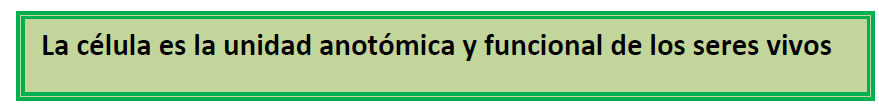 La célula es la unidad anotómica y funcional de los seres vivos